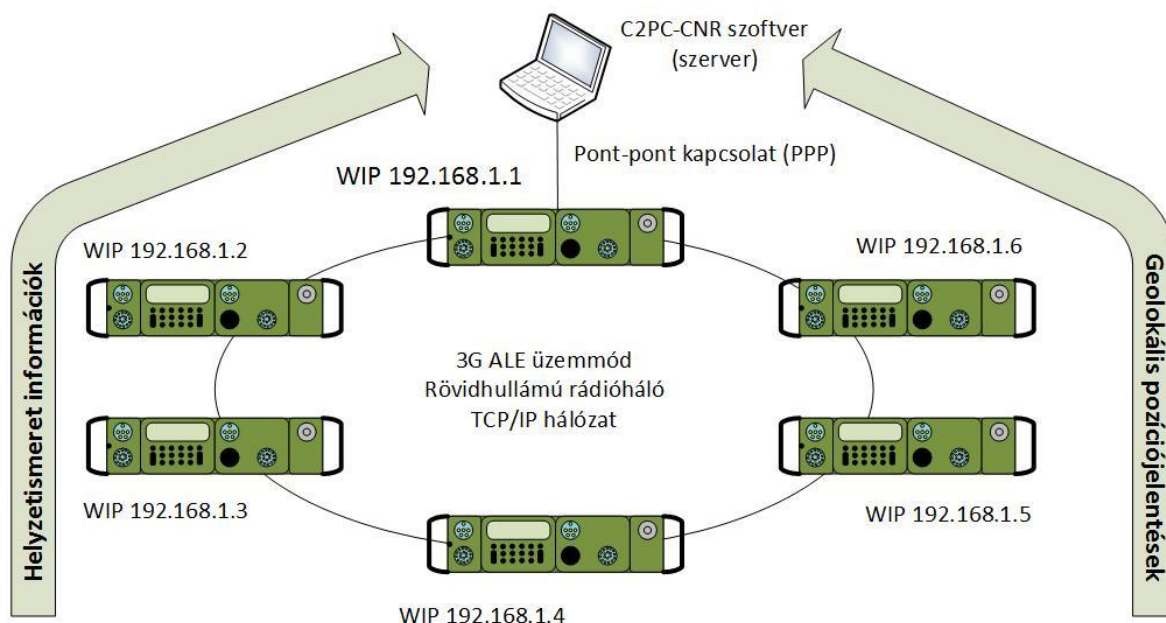 C2PC-CNR szoftver
(szerver)
Pont-pont kapcsolat (PPP)
WIP 192.168.1.1
WIP 192.168.1.2
WIP 192.168.1.6
3G ALE üzemmód
Rövidhullámú rádióháló
TCP/IP hálózat
WIP 192.168.1.3
WIP 192.168.1.5
WIP 192.168.1.4
Helyzetismeret információk
Geolokális pozíciójelentések